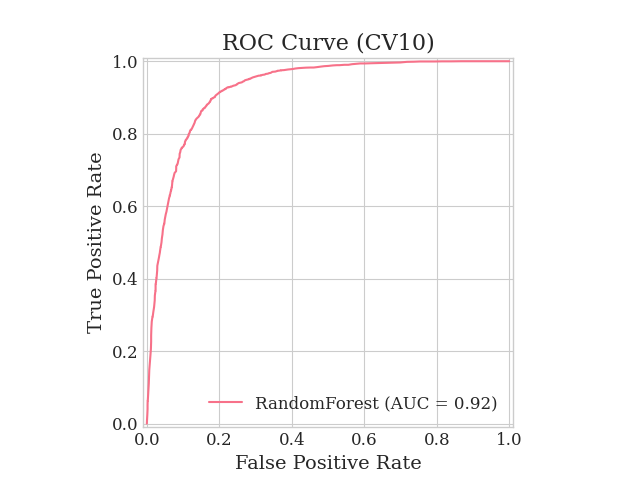 ROC Curve (CV10)
1.0
0.8
0.6
0.4
0.2
0.0
True Positive Rate
RandomForest (AUC = 0.92)
0.0 0.2 0.4 0.6 0.8 1.0
False Positive Rate